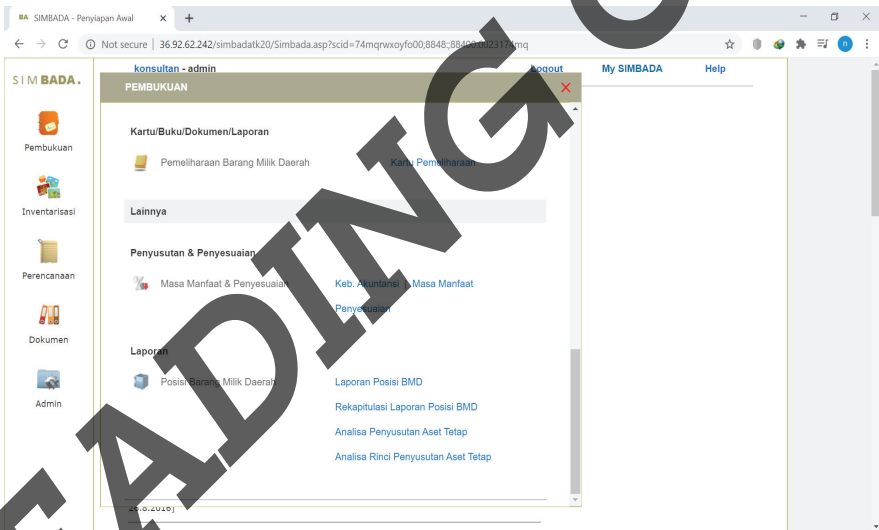 BA SIMBADA - Penyiapan Awal
Not secure | 36.92.62.242/simbadatk20/Simbada.asp?scid=74mqrwxoyfo00;8848;;88400.0023174mq
n
SIMBADA.
konsultan - admin Logout My SIMBADA Help
PEMBUKUAN
Pembukuan
Inventarisasi
Perencanaan
Dokumen
Admin
Kartu/Buku/Dokumen/Laporan
Pemeliharaan Barang Milik Daerah Kartu Pemeliharaan
Lainnya
Penyusutan & Penyesuaian
Masa Manfaat & Penyesuaian Keb. Akuntansi | Masa Manfaat
Penyesuaian
Laporan
Posisi Barang Milik Daerah Laporan Posisi BMD
Rekapitulasi Laporan Posisi BMD
Analisa Penyusutan Aset Tetap
Analisa Rinci Penyusutan Aset Tetap
EADING